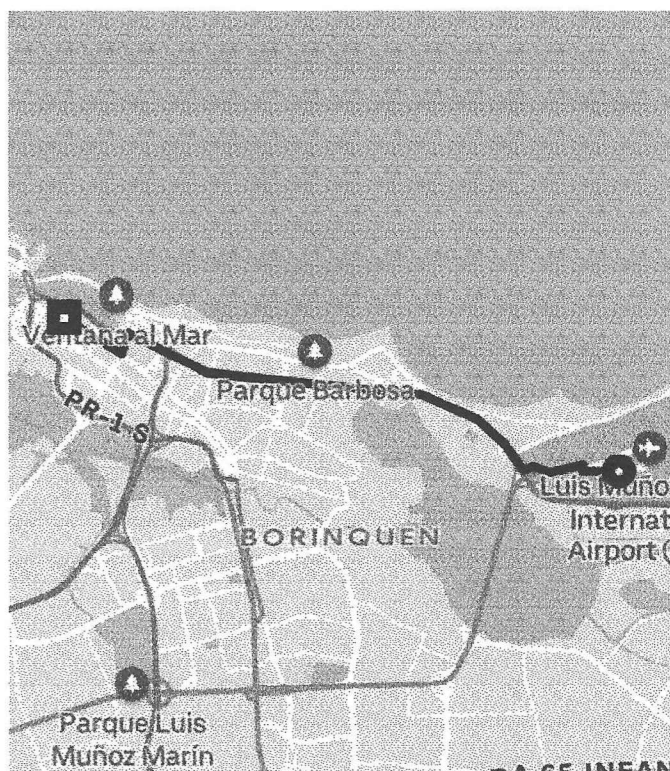 Ventana al Mar
Parque Barbosa
PR-1 S
Luis Muño
Internat
Airport (
BORINQUEN
Parque Luis
Muñoz Marín